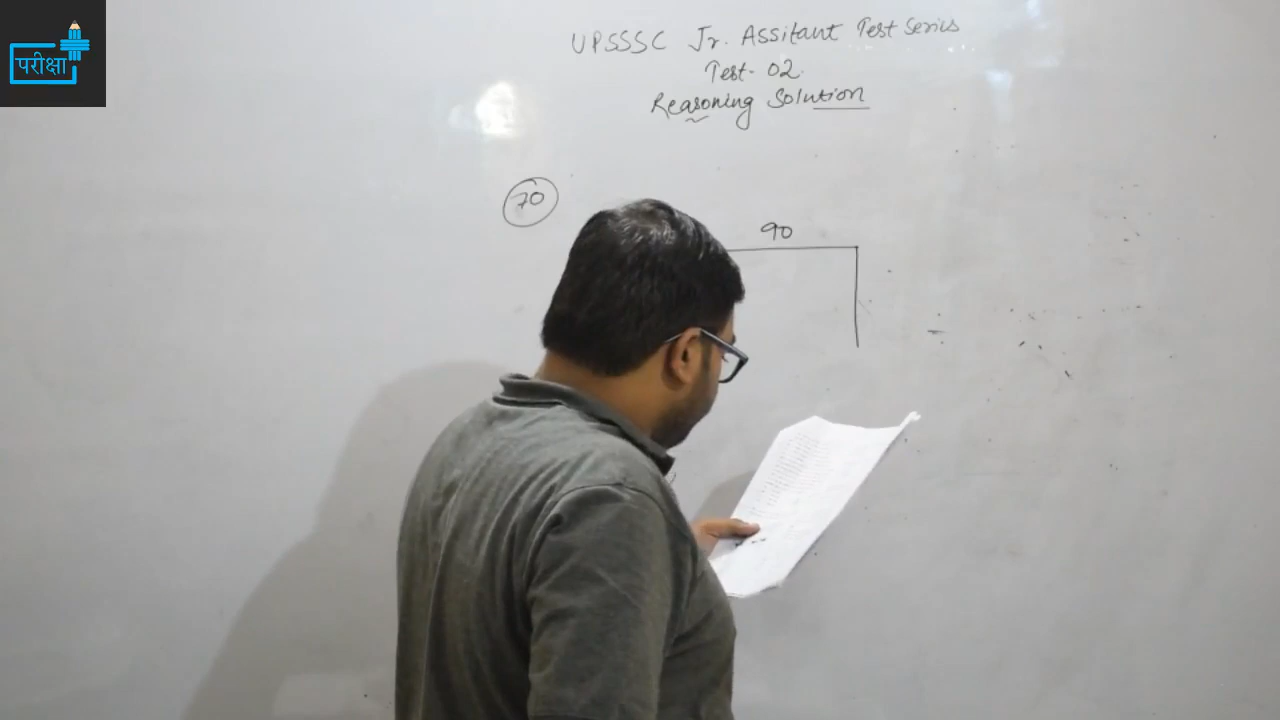 परीक्षा
UPSSSC Jr. Assitant Test Series
Test- 02.
Reasoning Solution
70
90